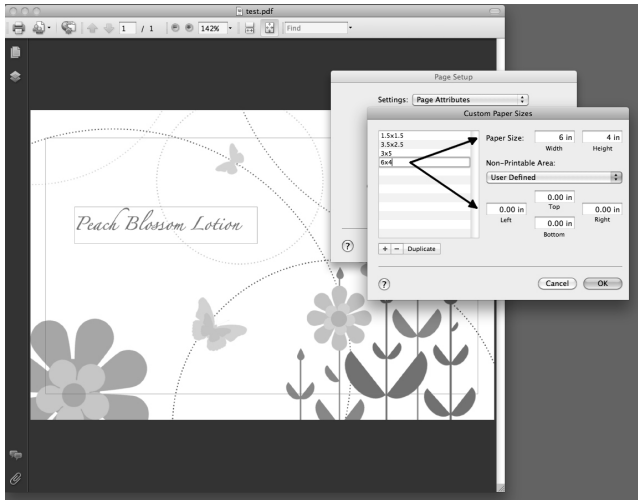 test.pdf
1 / 1 142% Find
Page Setup
Settings: Page Attributes
Custom Paper Sizes
1.5x1.5
3.5x2.5
3x5
6x4
Paper Size: 6 in 4 in
Width Height
Non-Printable Area:
User Defined
0.00 in
Top
0.00 in 0.00 in
Left Right
0.00 in
Bottom
+ − Duplicate
?
? Cancel OK
Peach Blossom Lotion